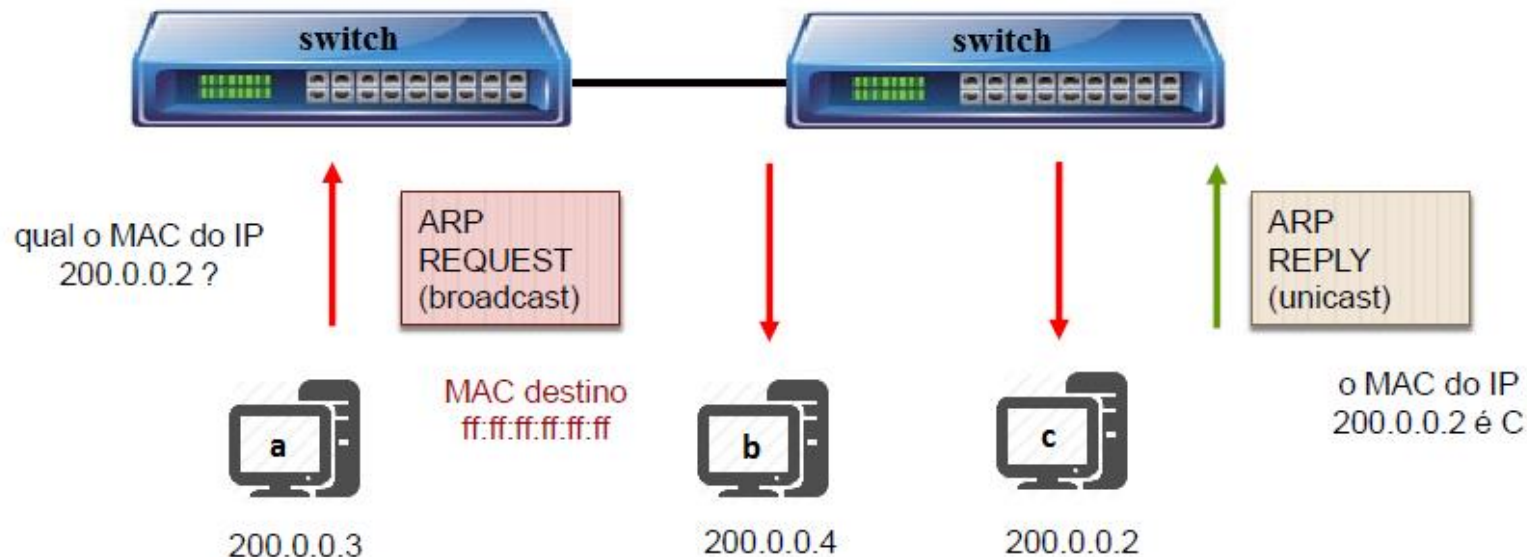 switch
switch
qual o MAC do IP
200.0.0.2 ?
ARP
REQUEST
(broadcast)
ARP
REPLY
(unicast)
MAC destino
ff:ff:ff:ff:ff:ff
o MAC do IP
200.0.0.2 é C
a
b
c
200.0.0.3
200.0.0.4
200.0.0.2